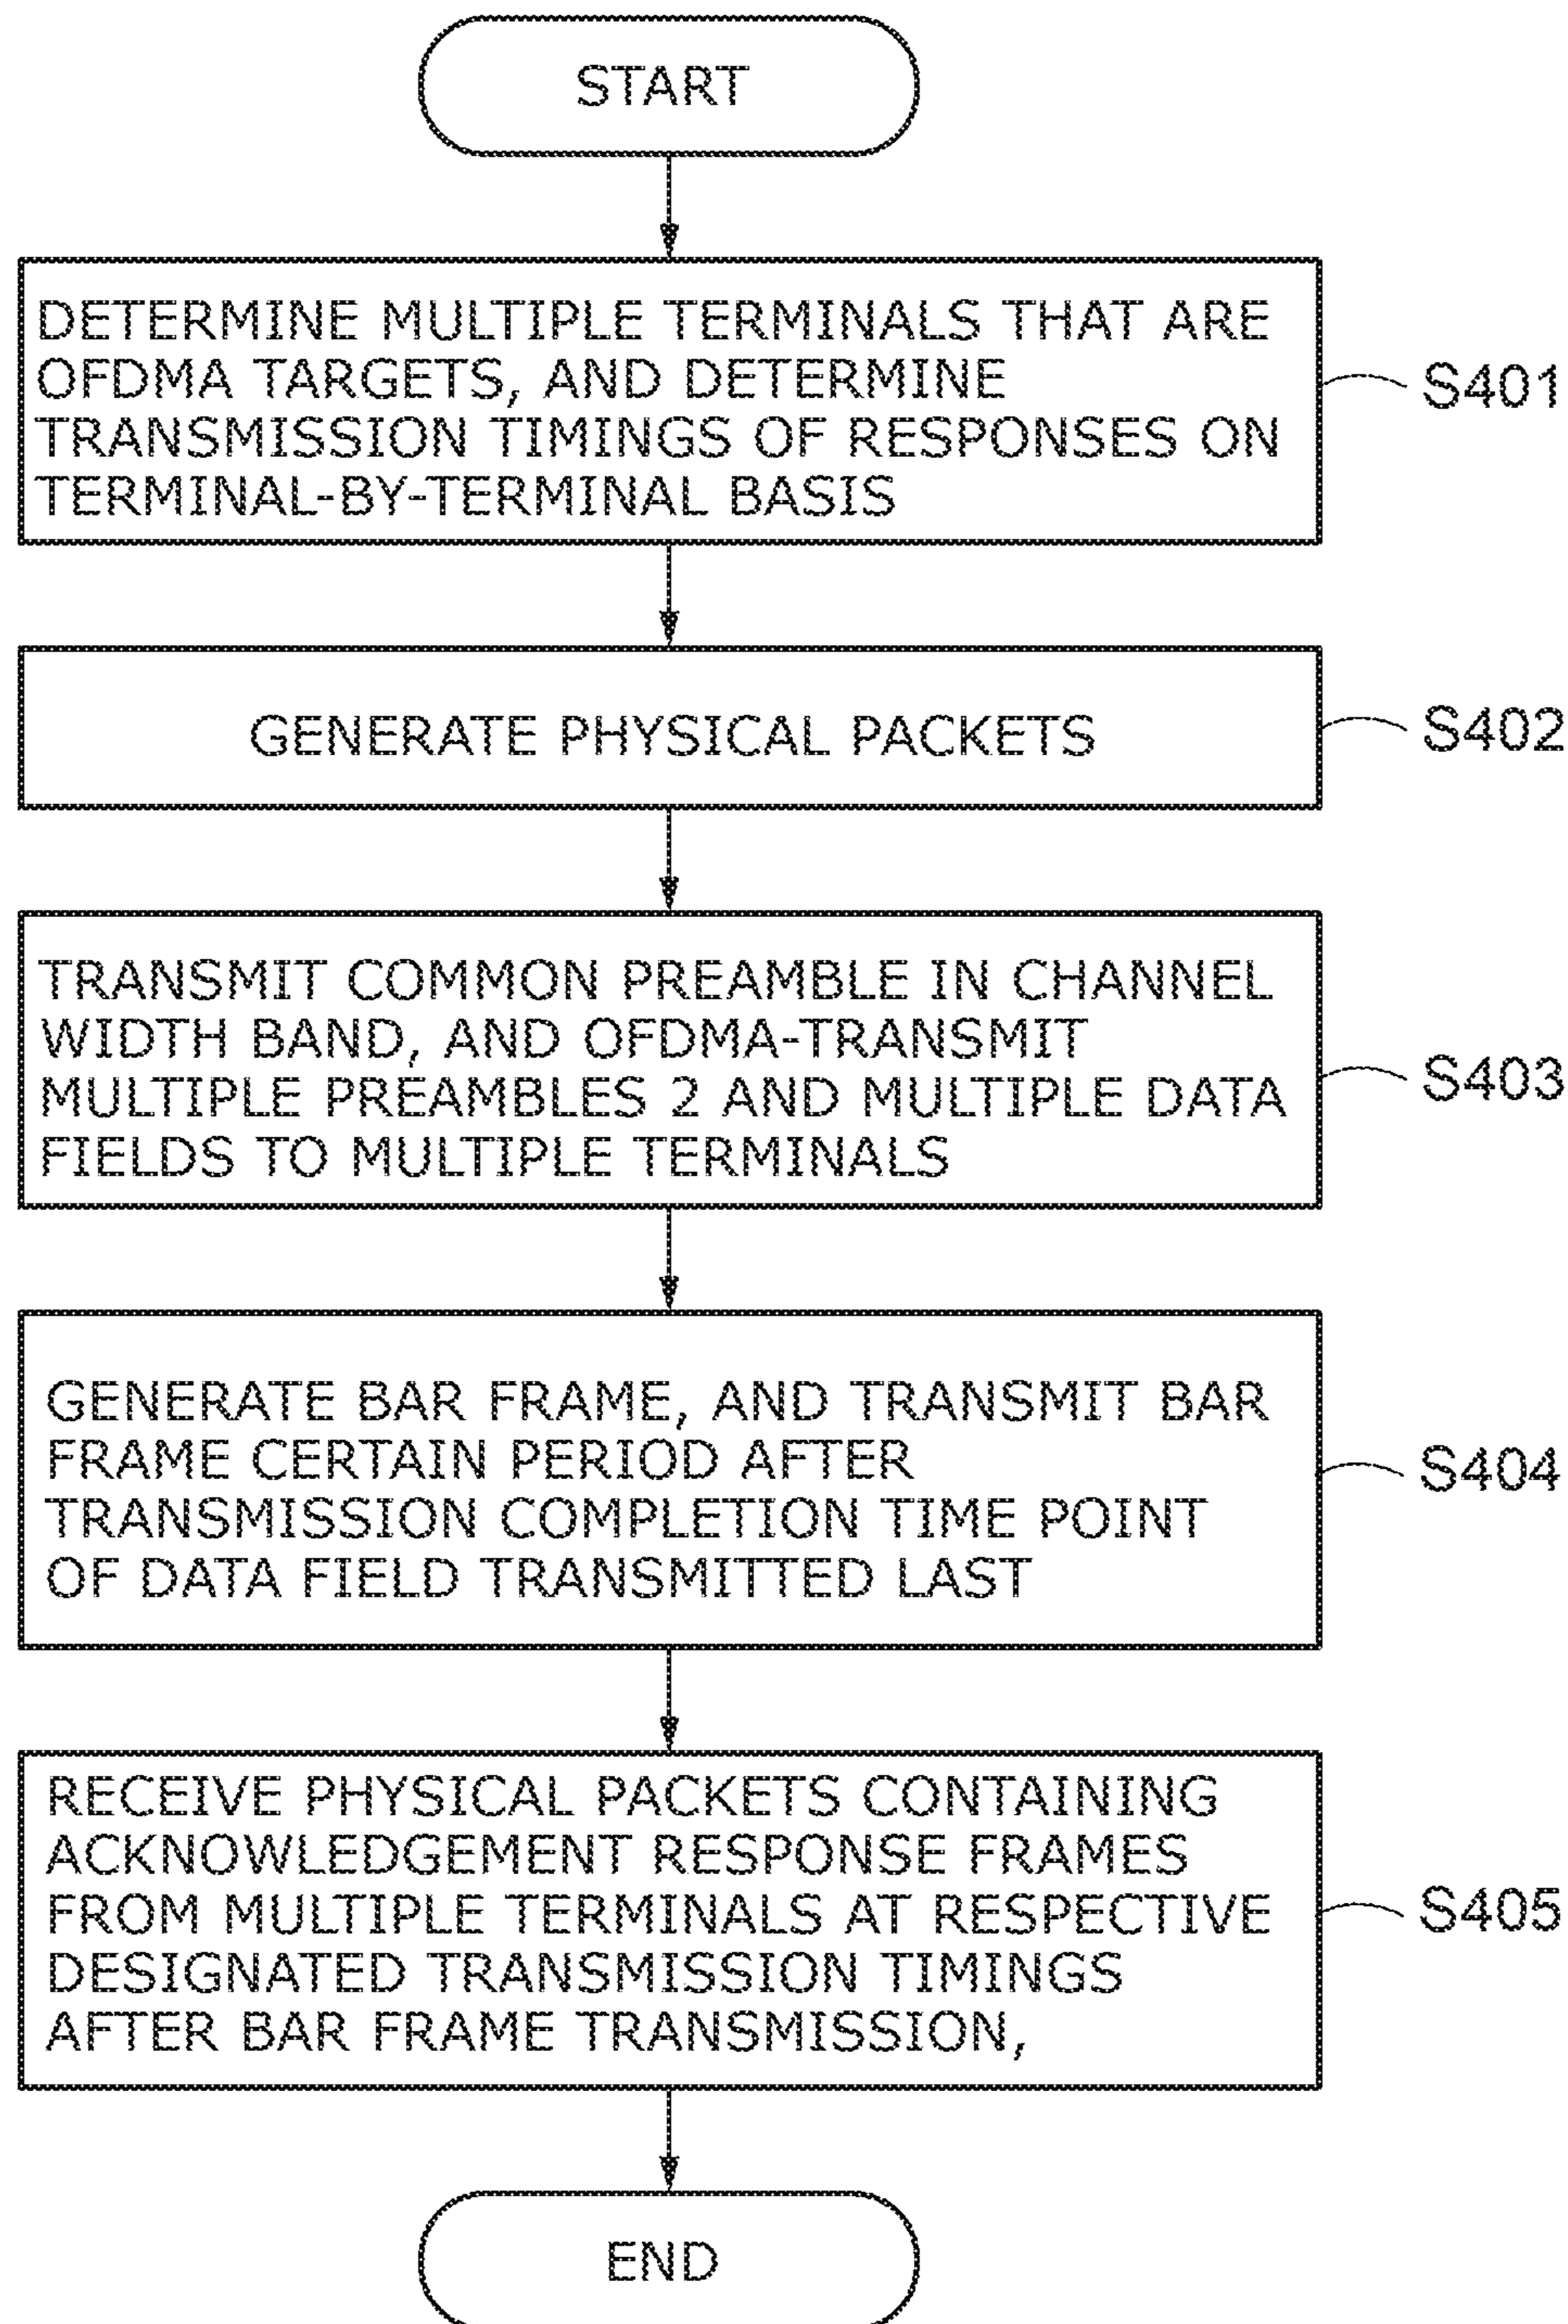 START
DETERMINE MULTIPLE TERMINALS THAT ARE
OFDMA TARGETS, AND DETERMINE
TRANSMISSION TIMINGS OF RESPONSES ON
TERMINAL-BY-TERMINAL BASIS
S401
GENERATE PHYSICAL PACKETS
S402
TRANSMIT COMMON PREAMBLE IN CHANNEL
WIDTH BAND, AND OFDMA-TRANSMIT
MULTIPLE PREAMBLES 2 AND MULTIPLE DATA
FIELDS TO MULTIPLE TERMINALS
S403
GENERATE BAR FRAME, AND TRANSMIT BAR
FRAME CERTAIN PERIOD AFTER
TRANSMISSION COMPLETION TIME POINT
OF DATA FIELD TRANSMITTED LAST
S404
RECEIVE PHYSICAL PACKETS CONTAINING
ACKNOWLEDGEMENT RESPONSE FRAMES
FROM MULTIPLE TERMINALS AT RESPECTIVE
DESIGNATED TRANSMISSION TIMINGS
AFTER BAR FRAME TRANSMISSION,
S405
END